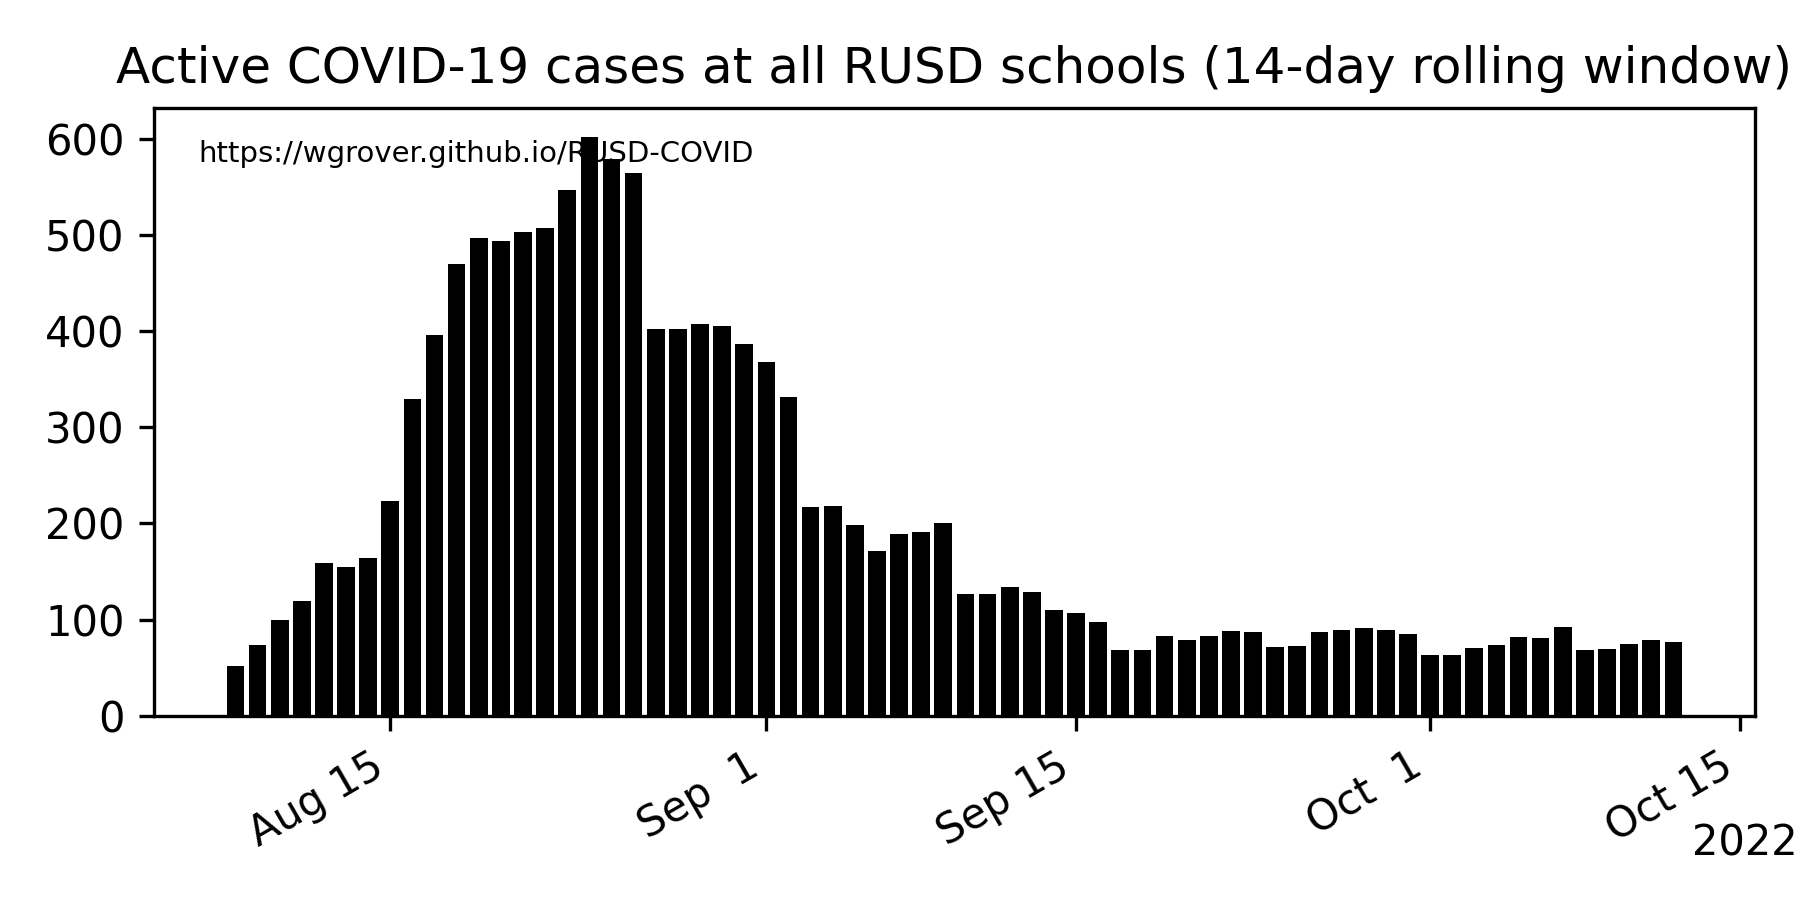 Active COVID-19 cases at all RUSD schools (14-day rolling window)
https://wgrover.github.io/RUSD-COVID
600
500
400
300
200
100
0
Aug 15
Sep 1
Sep 15
Oct 1
Oct 15
2022